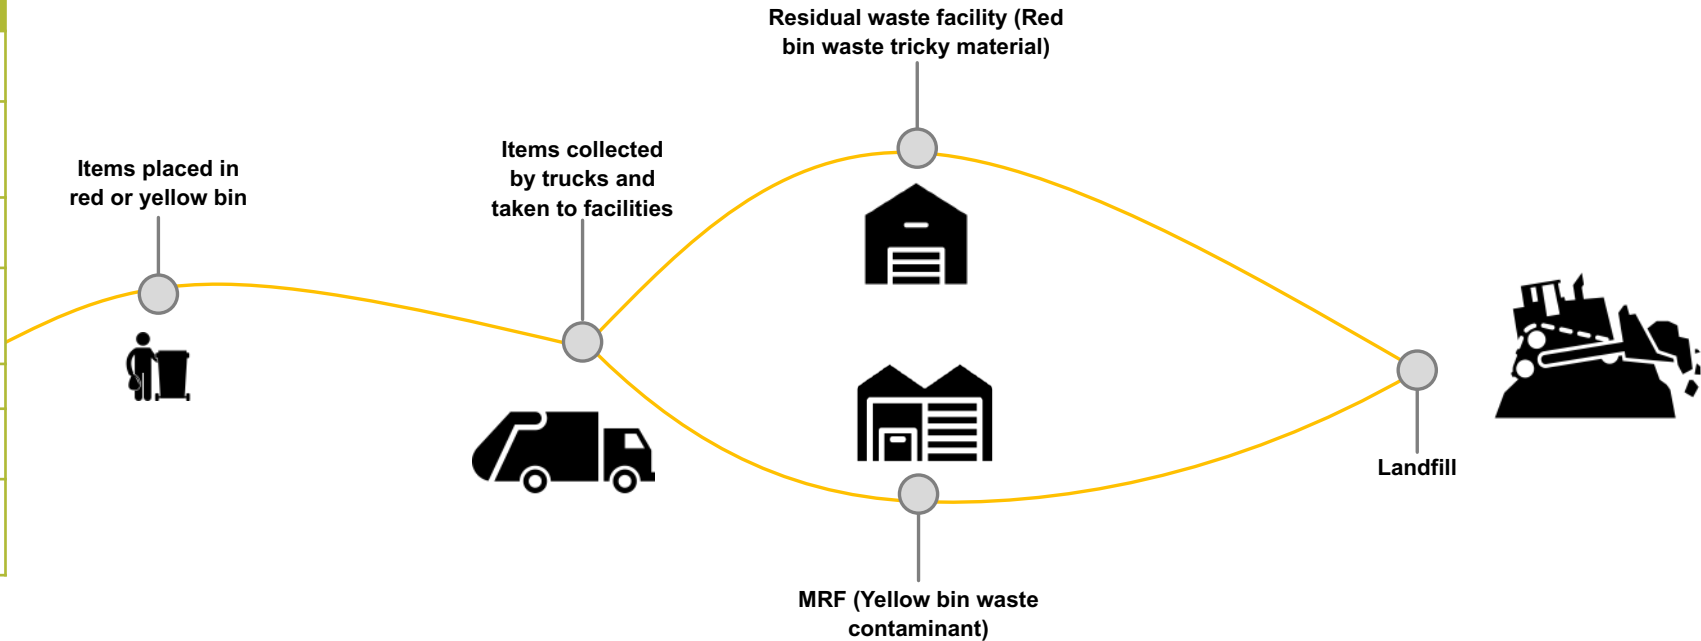 Residual waste facility (Red
bin waste tricky material)
Items placed in
red or yellow bin
Items collected
by trucks and
taken to facilities
Landfill
MRF (Yellow bin waste
contaminant)